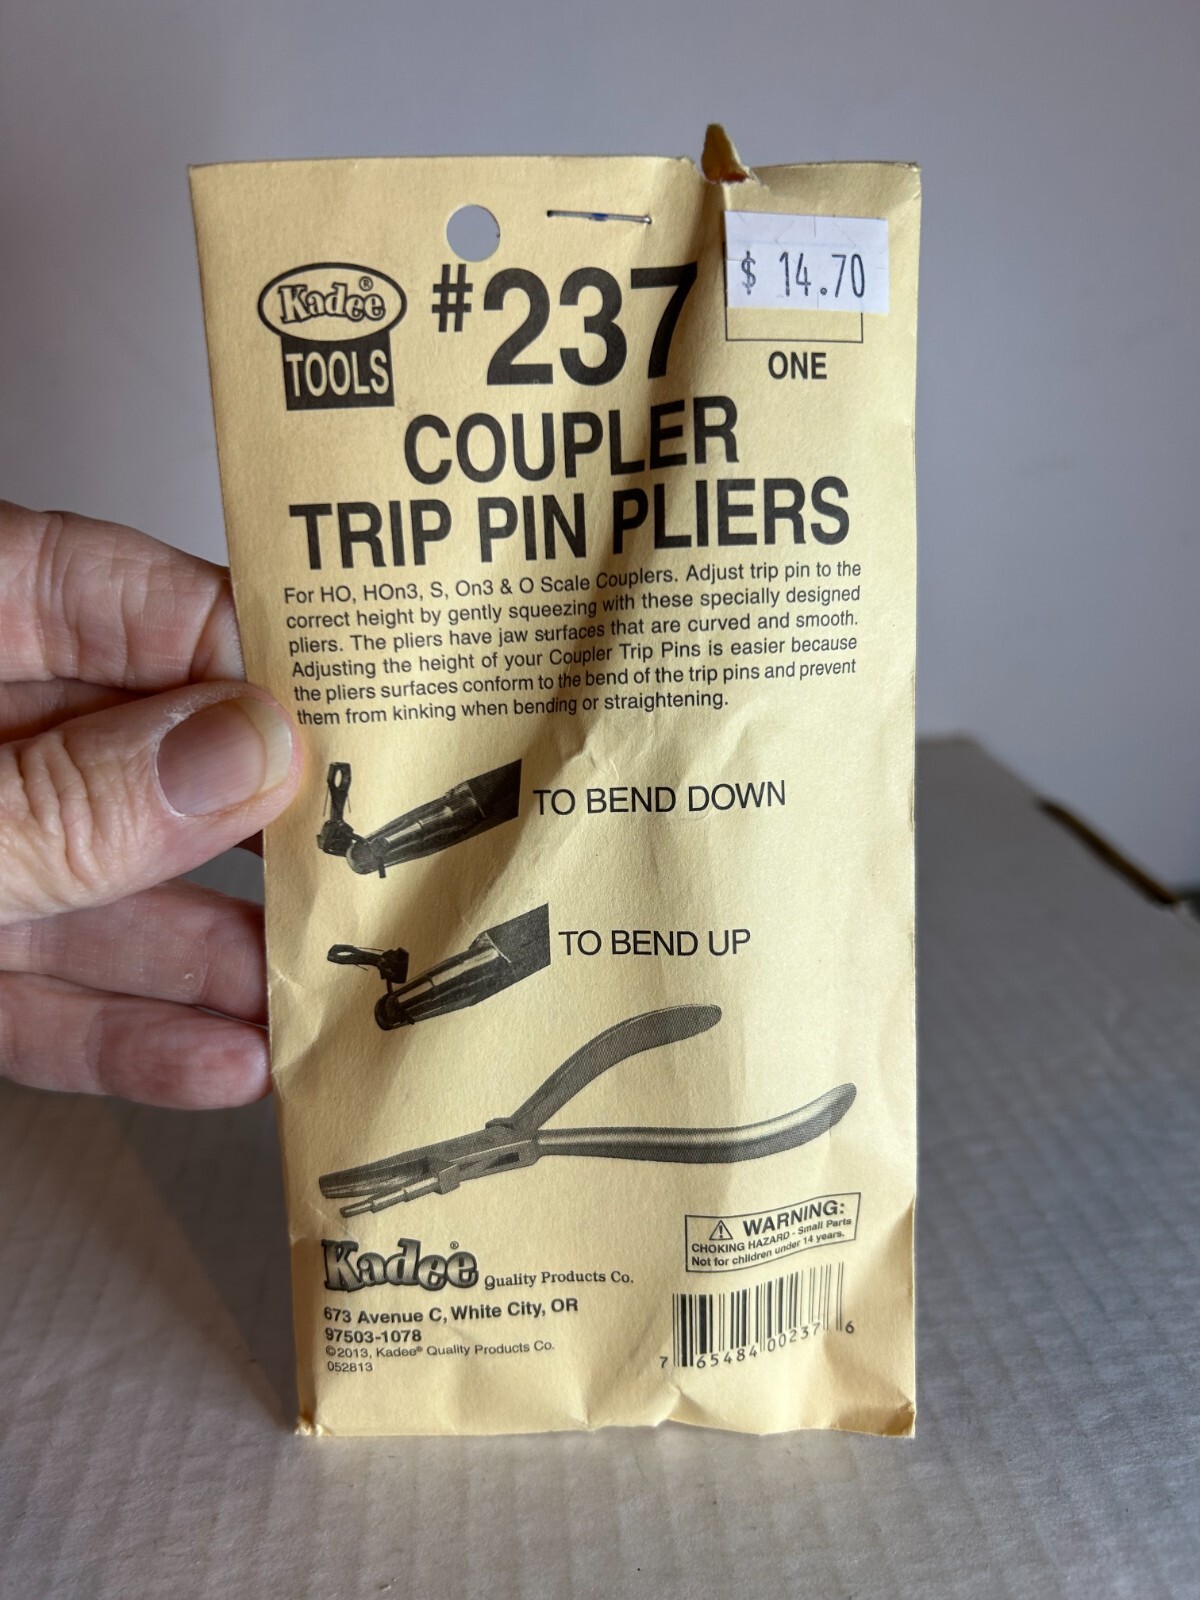 Kadee®
TOOLS
#237
$ 14.70
ONE
COUPLER
TRIP PIN PLIERS
For HO, HOn3, S, On3 & O Scale Couplers. Adjust trip pin to the
correct height by gently squeezing with these specially designed
pliers. The pliers have jaw surfaces that are curved and smooth.
Adjusting the height of your Coupler Trip Pins is easier because
the pliers surfaces conform to the bend of the trip pins and prevent
them from kinking when bending or straightening.
TO BEND DOWN
TO BEND UP
⚠ WARNING:
CHOKING HAZARD - Small Parts
Not for children under 14 years.
Kadee® Quality Products Co.
673 Avenue C, White City, OR
97503-1078
©2013, Kadee® Quality Products Co.
052813
7 65484 00237 6